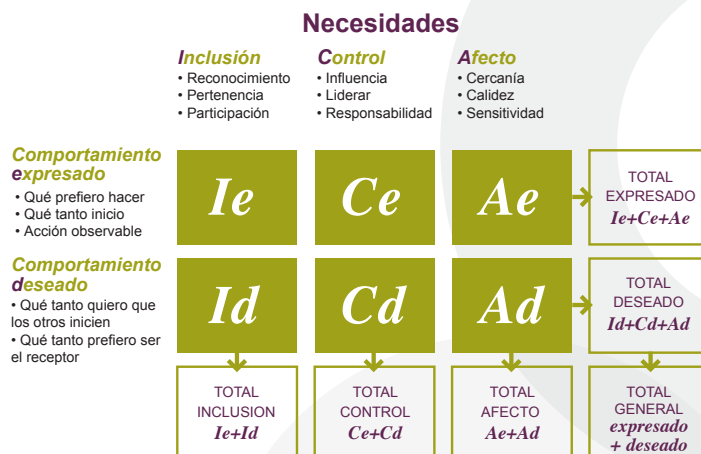 Necesidades
Inclusión
• Reconocimiento
• Pertenencia
• Participación
Control
• Influencia
• Liderar
• Responsabilidad
Afecto
• Cercanía
• Calidez
• Sensitividad
Comportamiento
expresado
• Qué prefiero hacer
• Qué tanto inicio
• Acción observable
Ie
Ce
Ae
TOTAL
EXPRESADO
Ie+Ce+Ae
Comportamiento
deseado
• Qué tanto quiero que
los otros inicien
• Qué tanto prefiero ser
el receptor
Id
Cd
Ad
TOTAL
DESEADO
Id+Cd+Ad
TOTAL
INCLUSION
Ie+Id
TOTAL
CONTROL
Ce+Cd
TOTAL
AFECTO
Ae+Ad
TOTAL
GENERAL
expresado
+ deseado